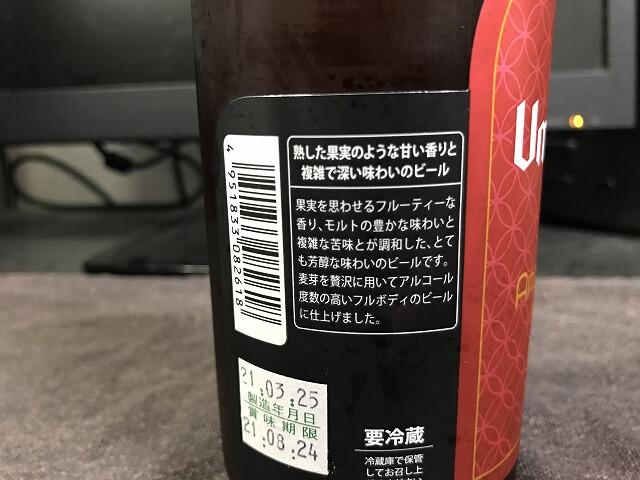 熟した果実のような甘い香りと
複雑で深い味わいのビール
果実を思わせるフルーティーな
香り、モルトの豊かな味わいと
複雑な苦味とが調和した、とて
も芳醇な味わいのビールです。
麦芽を贅沢に用いてアルコール
度数の高いフルボディのビール
に仕上げました。
4951833082618
21.03.25
製造年月日
賞味期限
21.08.24
要冷蔵
冷蔵庫で保管
してお召し上